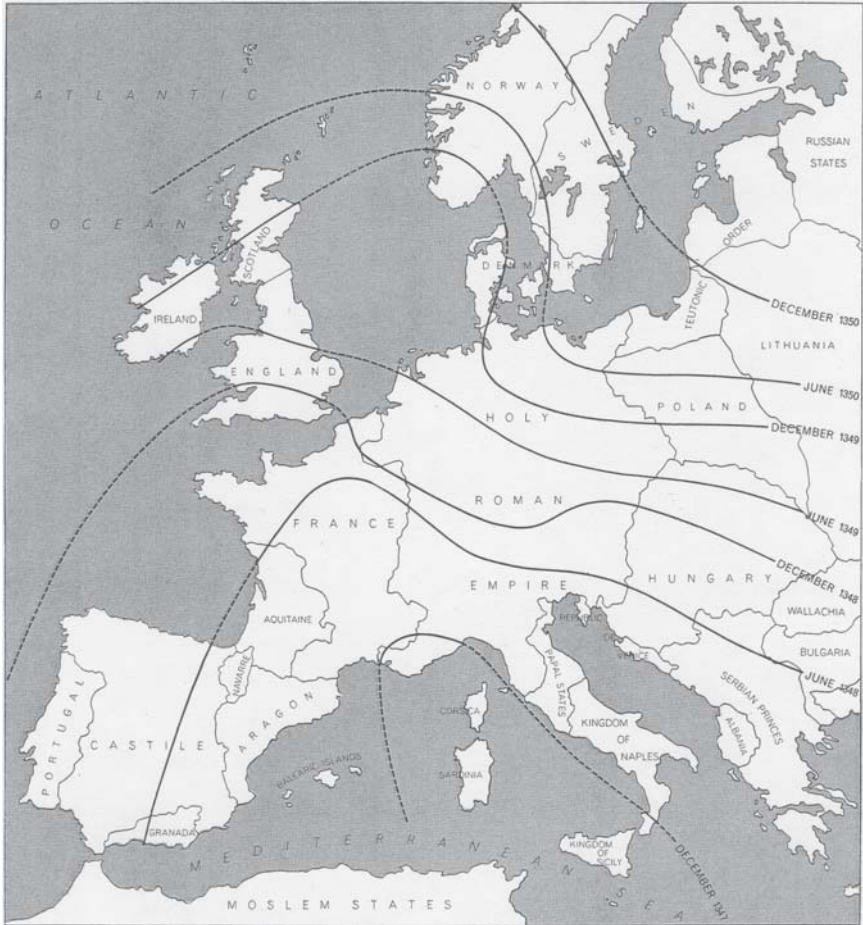 ATLANTIC
OCEAN
NORWAY
SWEDEN
RUSSIAN
STATES
SCOTLAND
IRELAND
DENMARK
TEUTONIC
ORDER
DECEMBER 1350
LITHUANIA
ENGLAND
JUNE 1350
HOLY
POLAND
DECEMBER 1349
ROMAN
JUNE 1349
FRANCE
DECEMBER 1348
EMPIRE
HUNGARY
WALLACHIA
AQUITAINE
REPUBLIC
OF
VENICE
BULGARIA
JUNE 1348
NAVARRE
PAPAL STATES
SERBIAN PRINCES
PORTUGAL
CASTILE
ARAGON
CORSICA
KINGDOM
OF
NAPLES
ALBANIA
BALEARIC ISLANDS
SARDINIA
GRANADA
KINGDOM
OF
SICILY
DECEMBER 1347
MEDITERRANEAN SEA
MOSLEM STATES